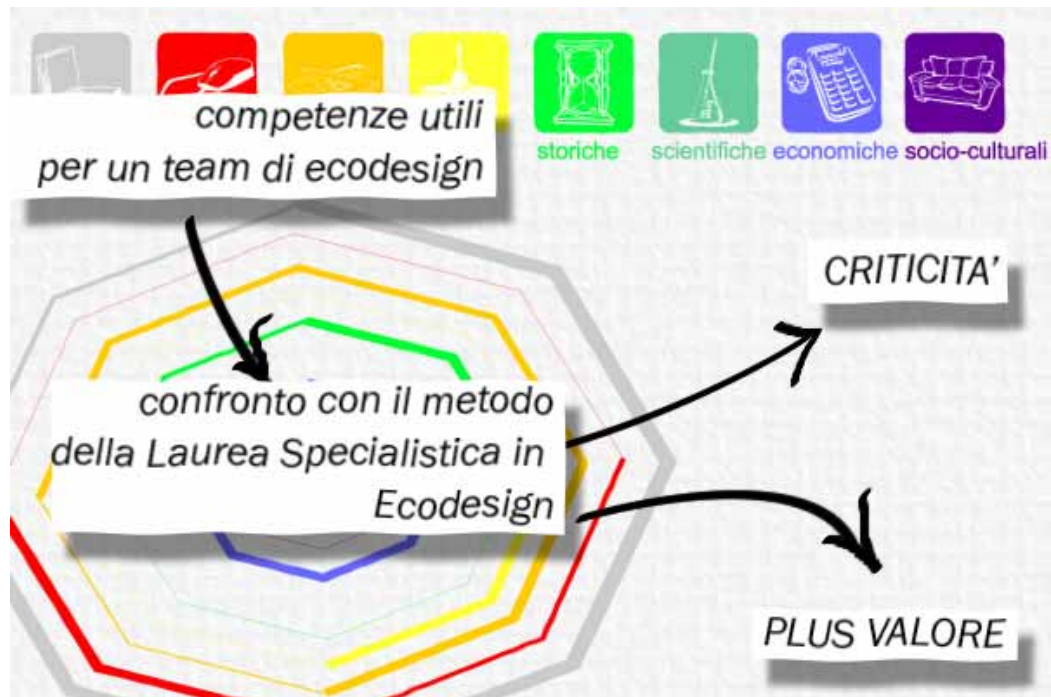 competenze utili
per un team di ecodesign
storiche scientifiche economiche socio-culturali
CRITICITA'
confronto con il metodo
della Laurea Specialistica in
Ecodesign
PLUS VALORE